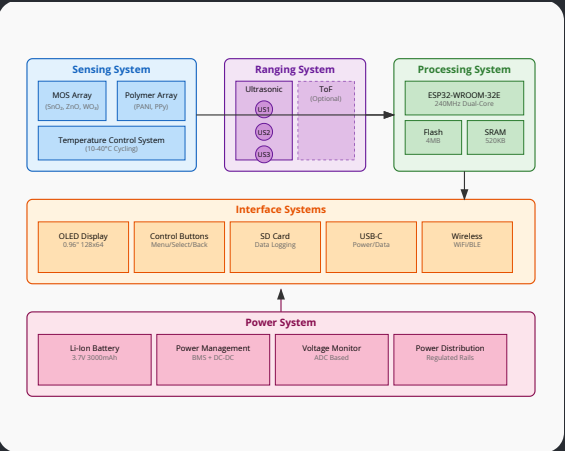 Sensing System
MOS Array
(SnO₂, ZnO, WO₃)
Polymer Array
(PANI, PPy)
Temperature Control System
(10-40°C Cycling)
Ranging System
Ultrasonic
US1
US2
US3
ToF
(Optional)
Processing System
ESP32-WROOM-32E
240MHz Dual-Core
Flash
4MB
SRAM
520KB
Interface Systems
OLED Display
0.96" 128x64
Control Buttons
Menu/Select/Back
SD Card
Data Logging
USB-C
Power/Data
Wireless
WiFi/BLE
Power System
Li-Ion Battery
3.7V 3000mAh
Power Management
BMS + DC-DC
Voltage Monitor
ADC Based
Power Distribution
Regulated Rails